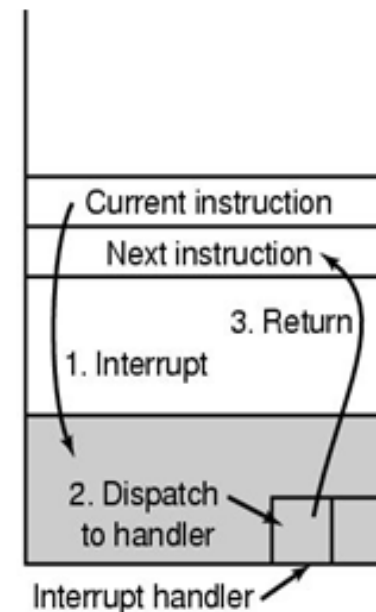 Current instruction
Next instruction
3. Return
1. Interrupt
2. Dispatch
to handler
Interrupt handler